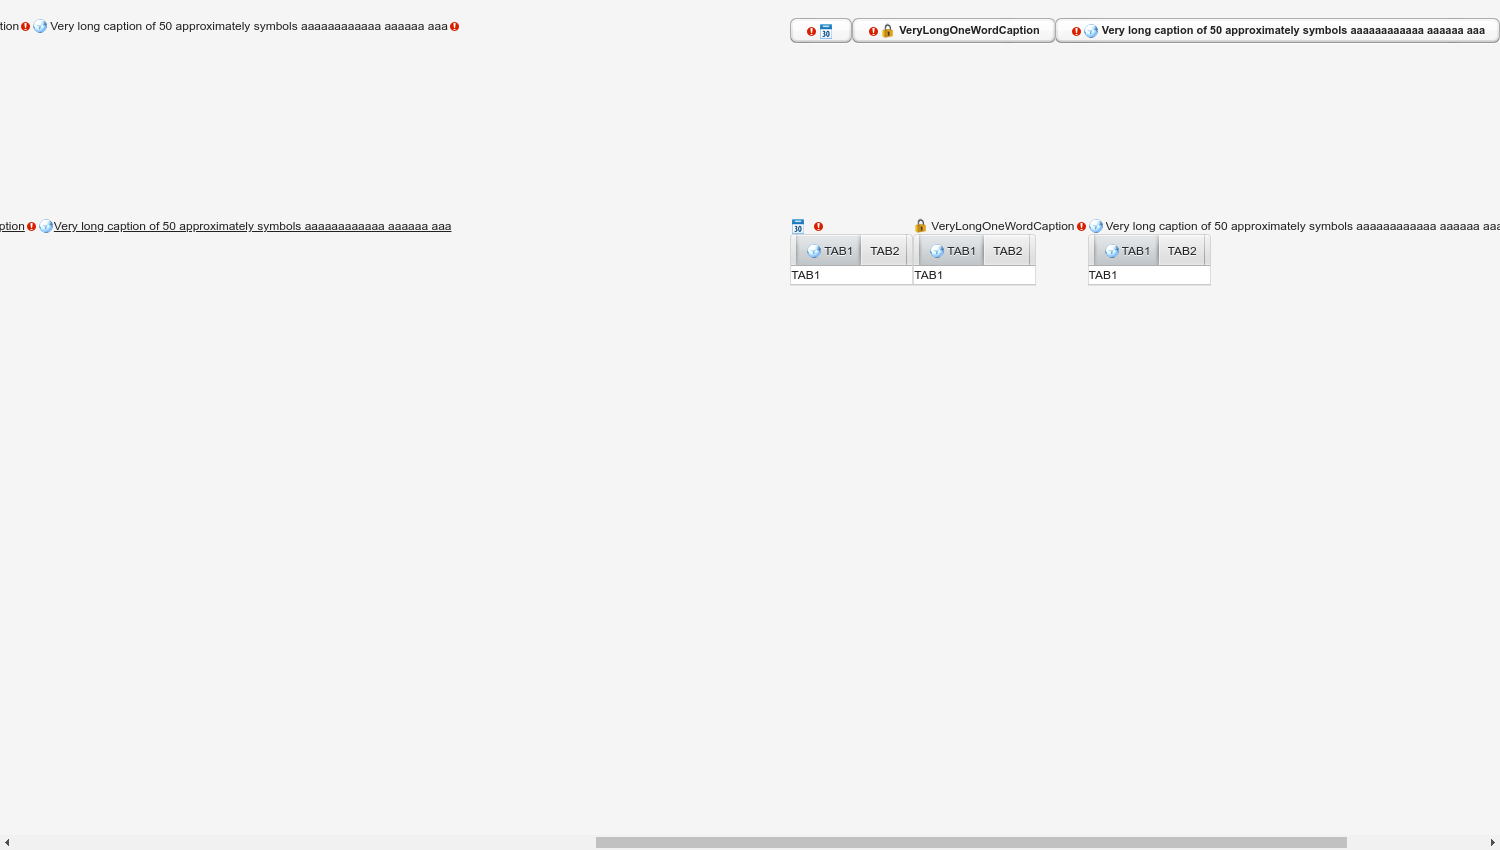 tion Very long caption of 50 approximately symbols aaaaaaaaaaaa aaaaaa aaa
30 VeryLongOneWordCaption Very long caption of 50 approximately symbols aaaaaaaaaaaa aaaaaa aaa
ption Very long caption of 50 approximately symbols aaaaaaaaaaaa aaaaaa aaa
30 VeryLongOneWordCaption Very long caption of 50 approximately symbols aaaaaaaaaaaa aaaaaa aaa
TAB1 TAB2 TAB1 TAB2 TAB1 TAB2
TAB1 TAB1 TAB1